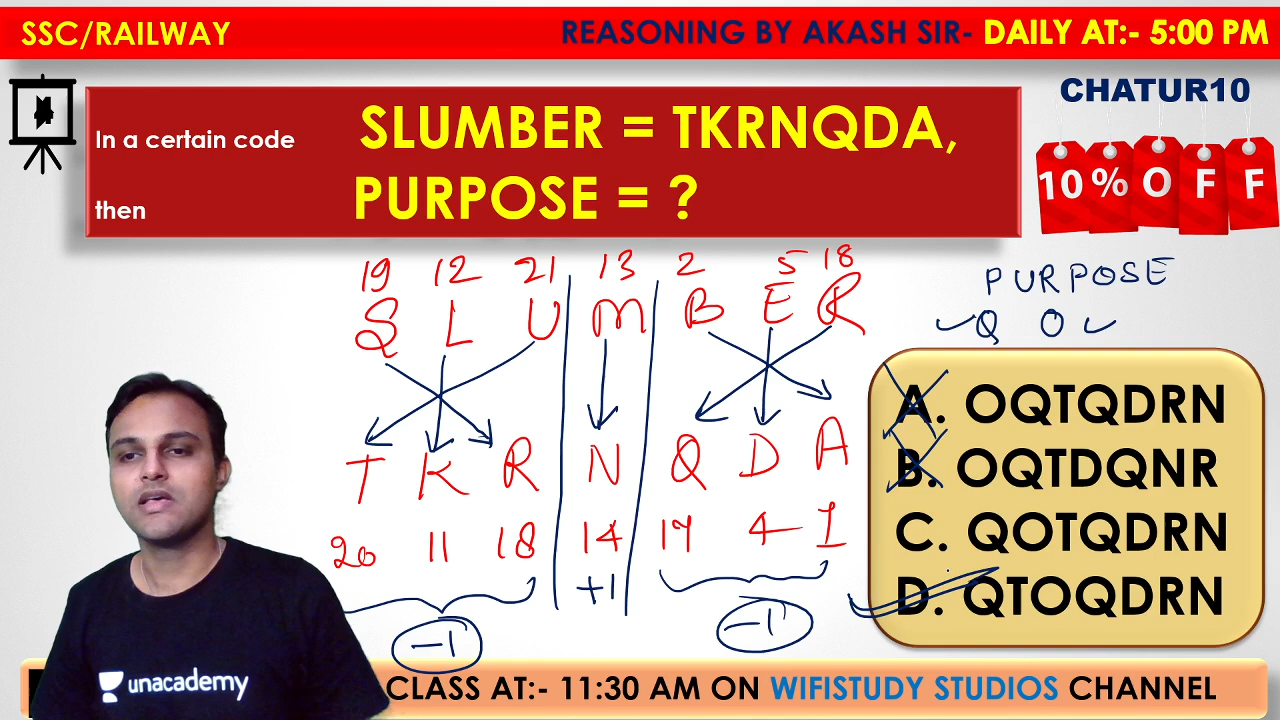 SSC/RAILWAY
REASONING BY AKASH SIR- DAILY AT:- 5:00 PM
CHATUR10
10% OFF
In a certain code SLUMBER = TKRNQDA,
then PURPOSE = ?
19 12 21 13 2 5 18
S L U M B E R
T K R N Q D A
20 11 18 14 17 4 1
+1
-1 -1
PURPOSE
Q O
A. OQTQDRN
B. OQTDQNR
C. QOTQDRN
D. QTOQDRN
unacademy
CLASS AT:- 11:30 AM ON WIFISTUDY STUDIOS CHANNEL